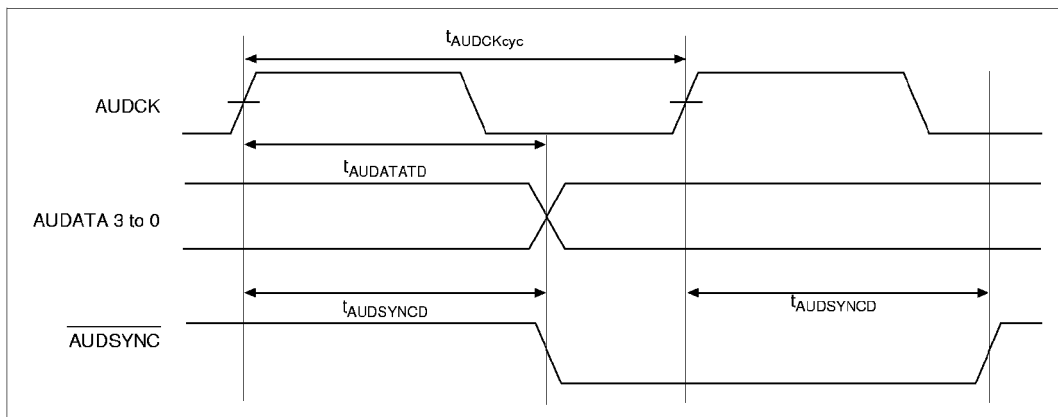 tAUDCKcyc
AUDCK
tAUDATATD
AUDATA 3 to 0
tAUDSYNCD
tAUDSYNCD
AUDSYNC